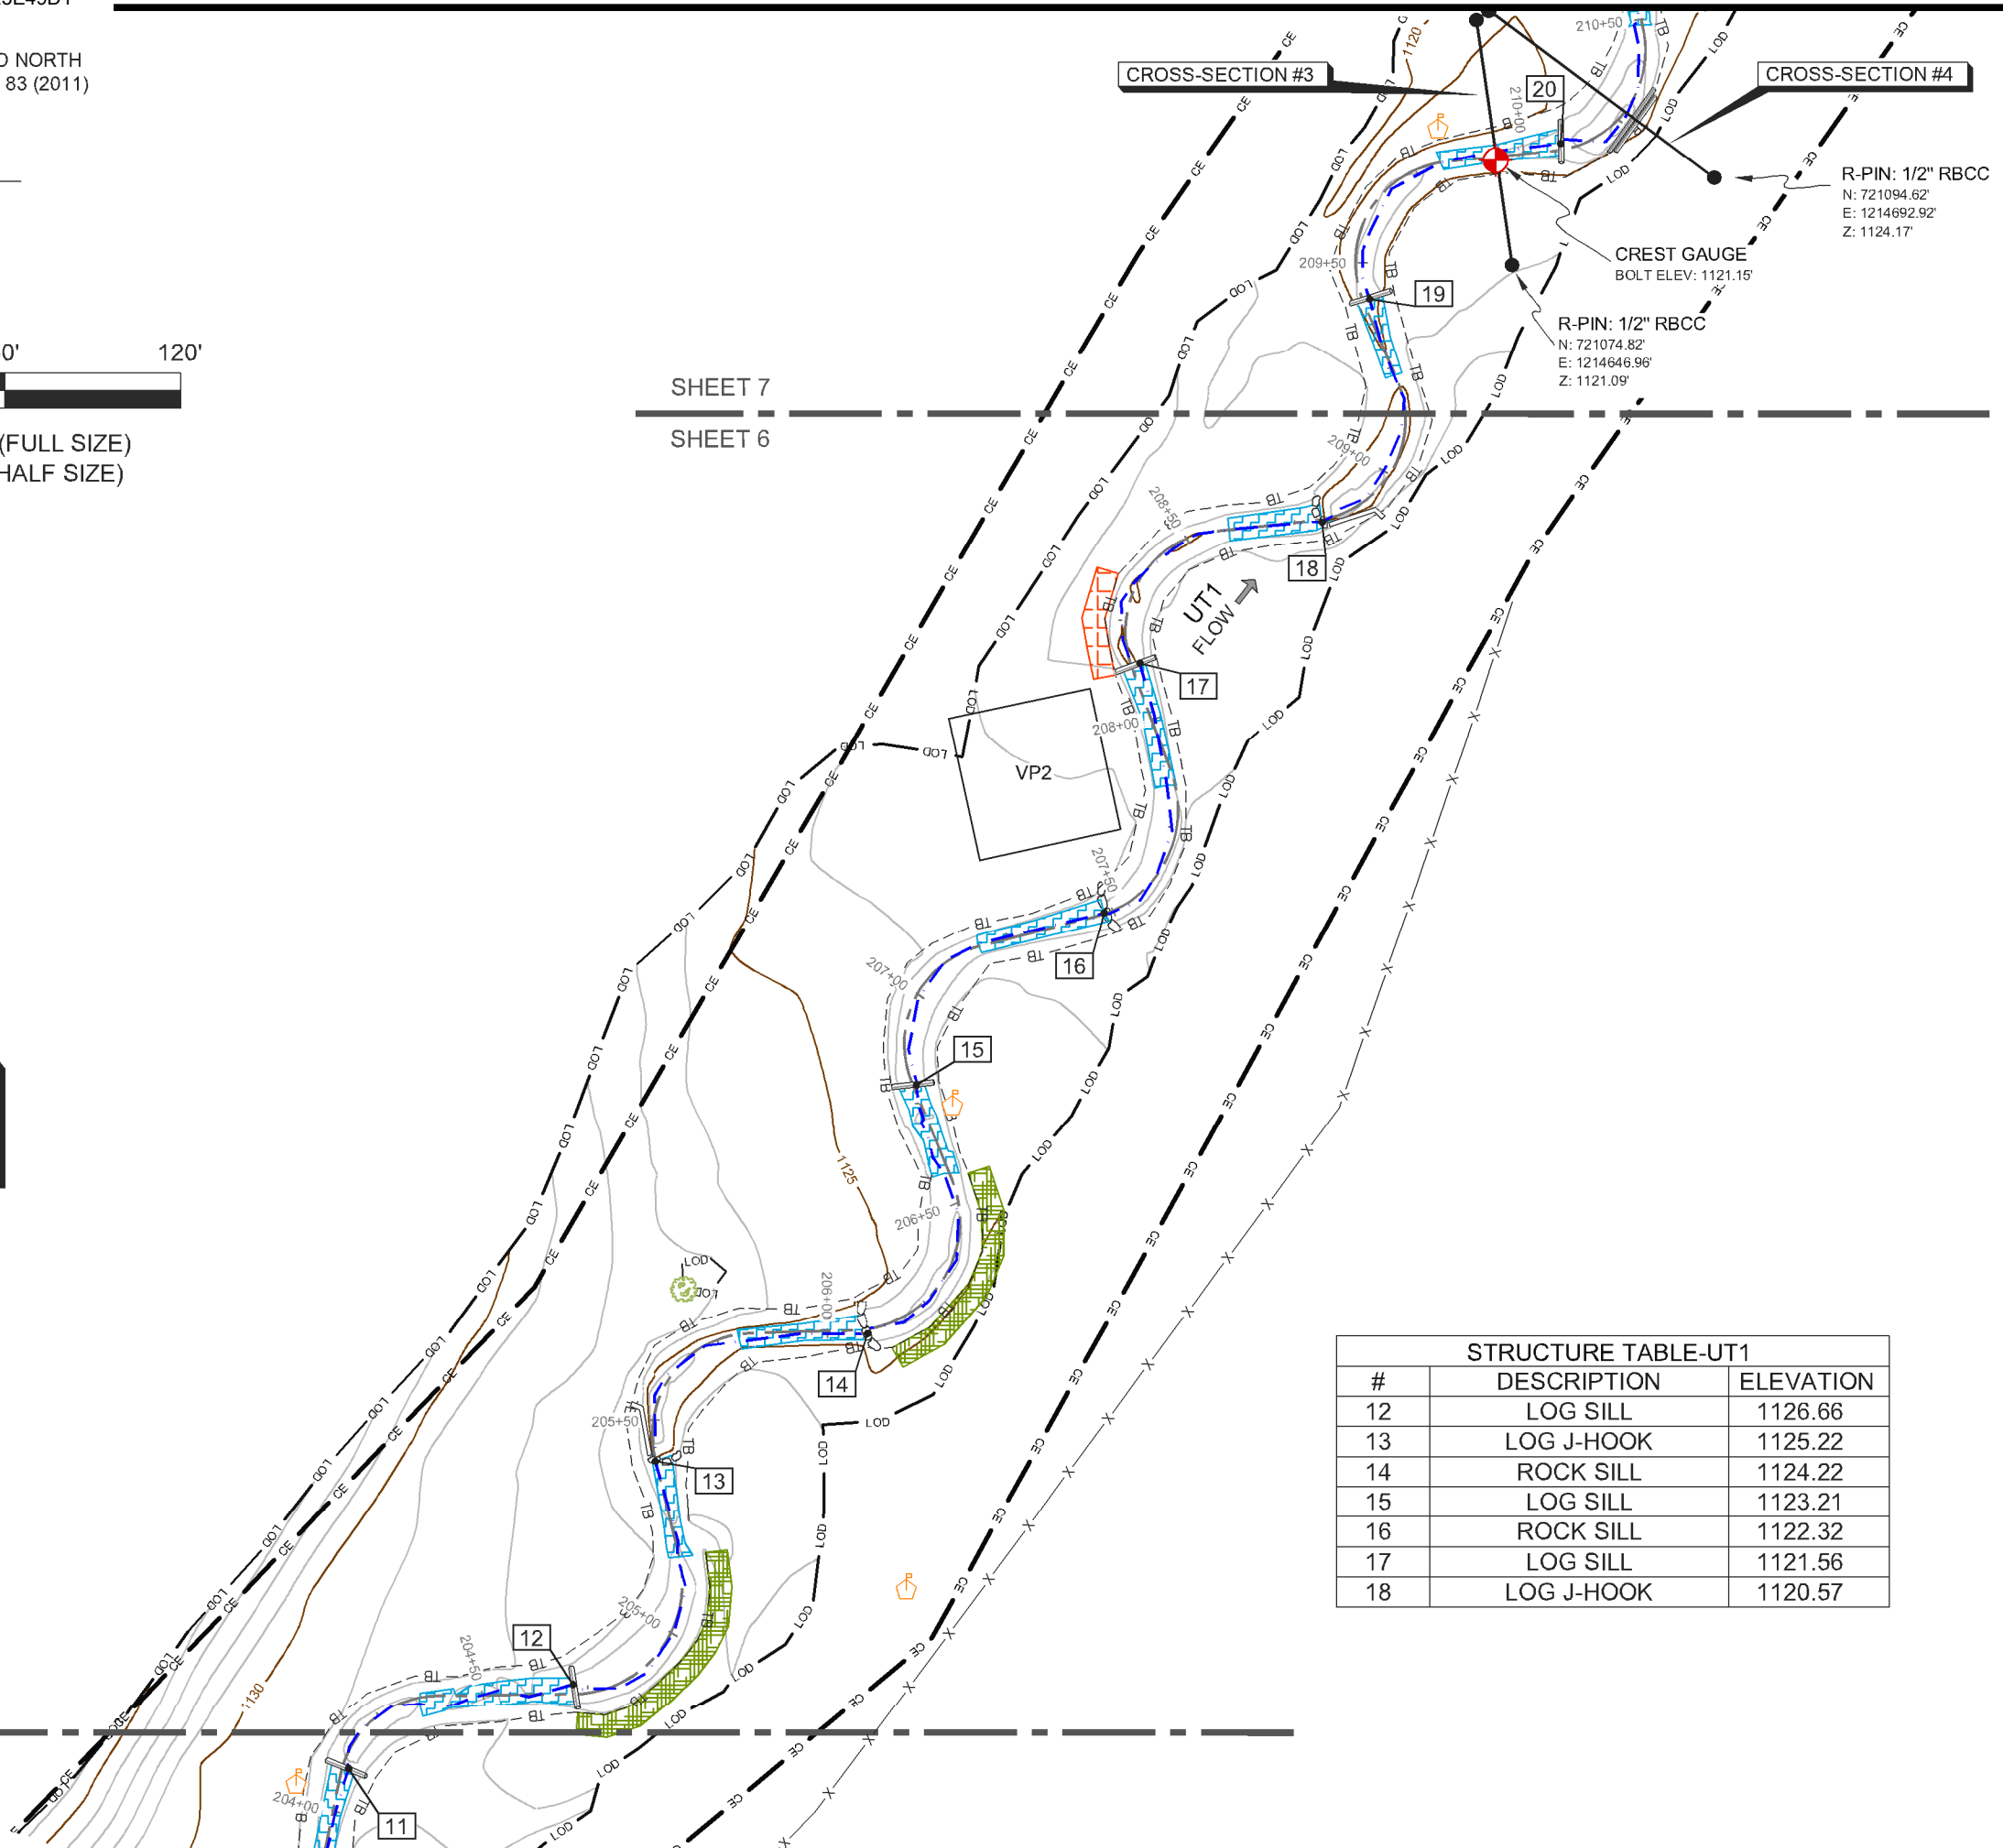 O NORTH
83 (2011)
120'
(FULL SIZE)
HALF SIZE)
CROSS-SECTION #3
CROSS-SECTION #4
1120
210+50
20
210+00
R-PIN: 1/2" RBCC
N: 721094.62'
E: 1214692.92'
Z: 1124.17'
CREST GAUGE
BOLT ELEV: 1121.15'
209+50
19
R-PIN: 1/2" RBCC
N: 721074.82'
E: 1214646.96'
Z: 1121.09'
SHEET 7
SHEET 6
209+00
208+50
18
UT1
FLOW
17
208+00
VP2
207+50
16
207+00
15
1125
206+50
206+00
14
205+50
13
205+00
12
204+50
1130
204+00
11
CE
LOD
TB
X
STRUCTURE TABLE-UT1
# DESCRIPTION ELEVATION
12 LOG SILL 1126.66
13 LOG J-HOOK 1125.22
14 ROCK SILL 1124.22
15 LOG SILL 1123.21
16 ROCK SILL 1122.32
17 LOG SILL 1121.56
18 LOG J-HOOK 1120.57